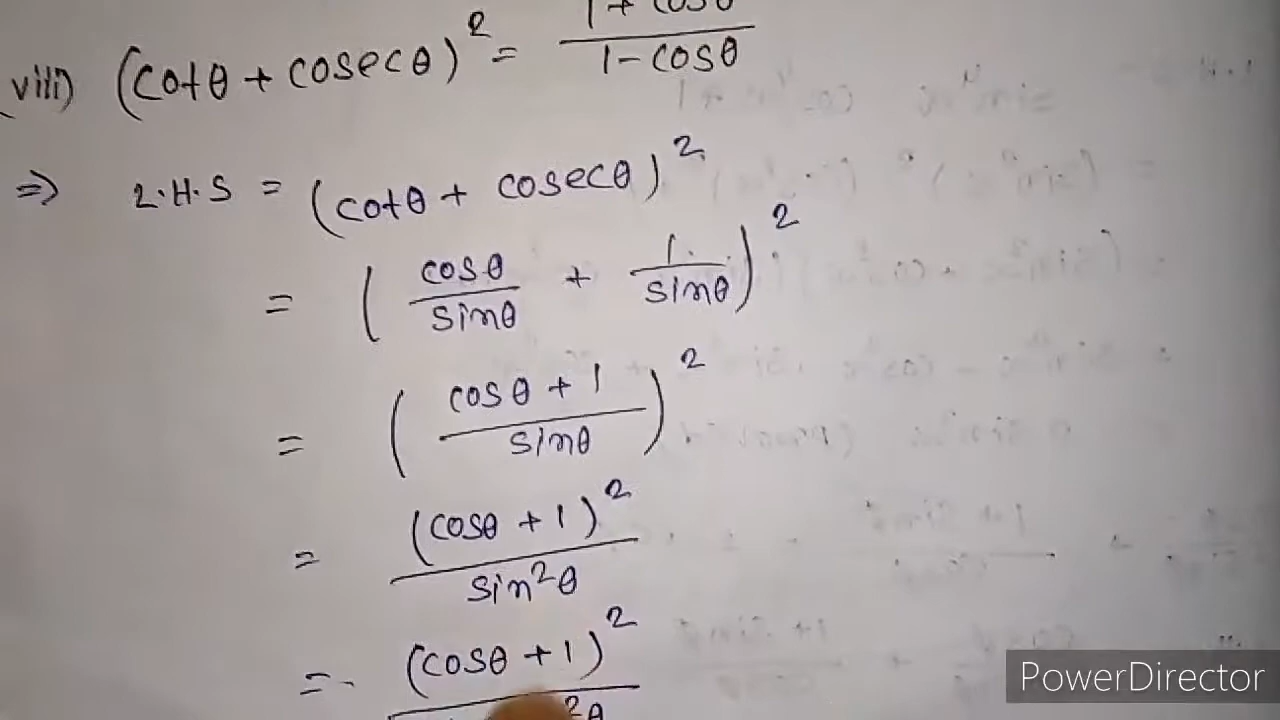 viii) (cotθ + cosecθ)² = 1 + cosθ / 1 - cosθ
=> L.H.S = (cotθ + cosecθ)²
= (cosθ / sinθ + 1 / sinθ)²
= (cosθ + 1 / sinθ)²
= (cosθ + 1)² / sin²θ
= (cosθ + 1)² / ²θ
PowerDirector